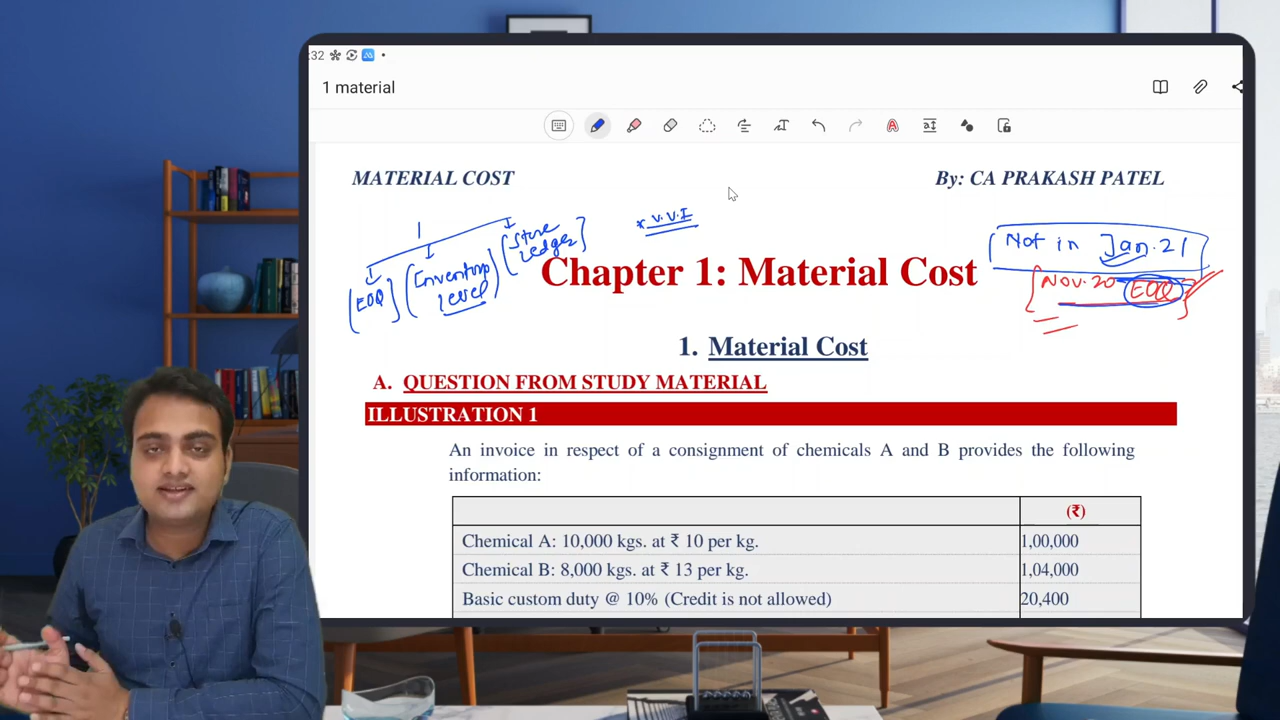 :32
1 material
MATERIAL COST
By: CA PRAKASH PATEL
* V.V.I
[EOQ] [Inventory Level] [Store Ledger]
Not in Jan.21
Nov.20 EOQ
Chapter 1: Material Cost
1. Material Cost
A. QUESTION FROM STUDY MATERIAL
ILLUSTRATION 1
An invoice in respect of a consignment of chemicals A and B provides the following
information:
(₹)
Chemical A: 10,000 kgs. at ₹ 10 per kg. 1,00,000
Chemical B: 8,000 kgs. at ₹ 13 per kg. 1,04,000
Basic custom duty @ 10% (Credit is not allowed) 20,400